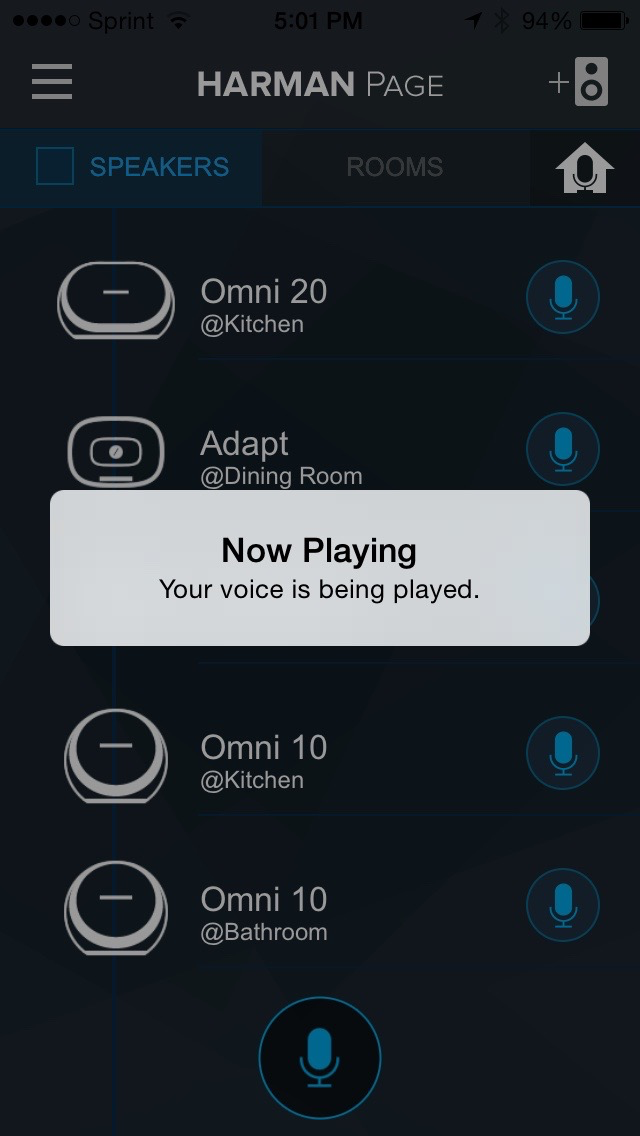 Sprint 5:01 PM 94%
HARMAN PAGE
SPEAKERS ROOMS
Omni 20
@Kitchen
Adapt
@Dining Room
Now Playing
Your voice is being played.
Omni 10
@Kitchen
Omni 10
@Bathroom